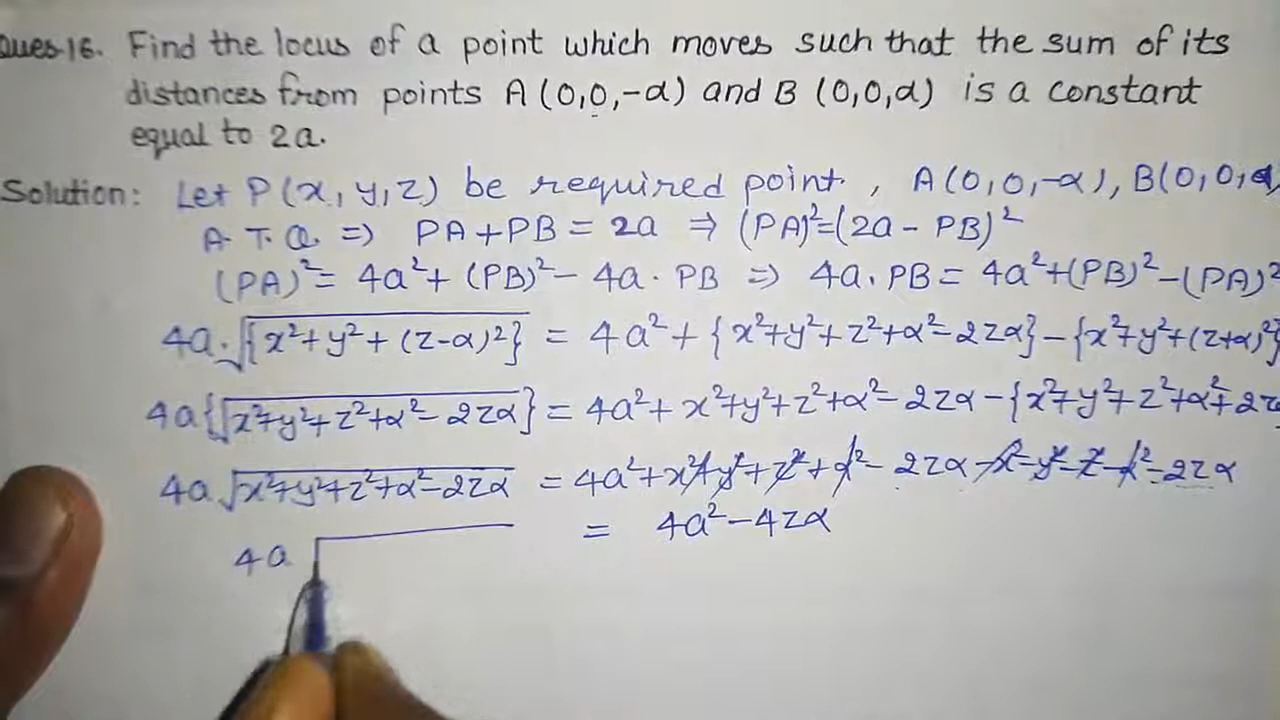 Ques-16. Find the locus of a point which moves such that the sum of its
distances from points A (0,0,-α) and B (0,0,α) is a constant
equal to 2a.
Solution: Let P(x, y, z) be required point, A(0,0,-α), B(0,0,α
A. T. Q. ⇒ PA + PB = 2a ⇒ (PA)²=(2a - PB)²
(PA)² = 4a² + (PB)² - 4a · PB ⇒ 4a. PB = 4a²+(PB)²-(PA)²
4a.√{x²+y²+(z-α)²} = 4a² + {x²+y²+z²+α²-2zα} - {x²+y²+(z+α)²}
4a{√x²+y²+z²+α²-2zα} = 4a²+x²+y²+z²+α²-2zα-{x²+y²+z²+α²+2z
4a √x²+y²+z²+α²-2zα = 4a²+x²+y²+z²+α²-2zα-x²-y²-z²-α²-2zα
= 4a²-4zα
4a √